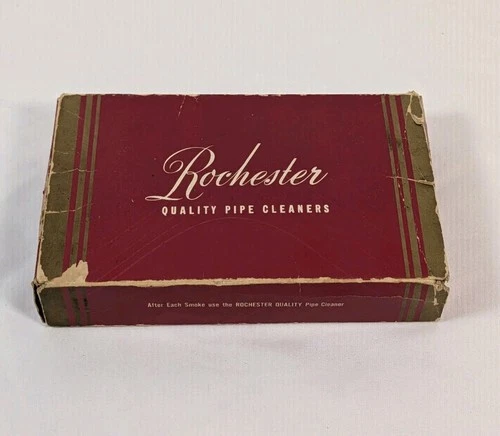 Rochester
QUALITY PIPE CLEANERS
After Each Smoke use the ROCHESTER QUALITY Pipe Cleaner